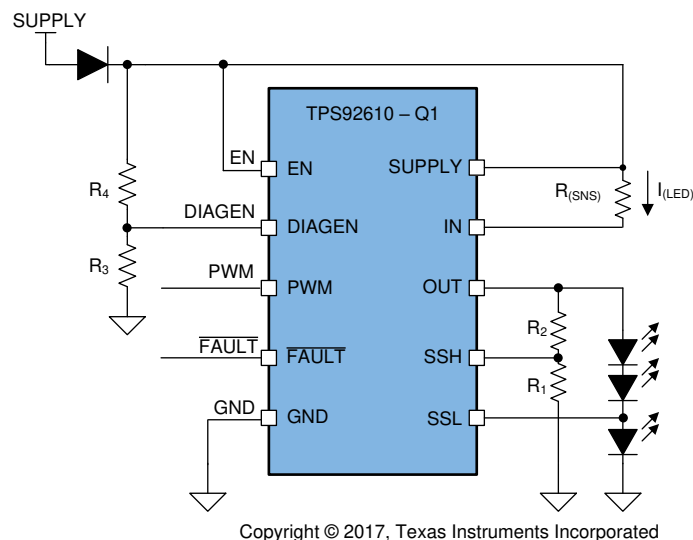 SUPPLY
TPS92610 – Q1
EN
EN
SUPPLY
R4
R(SNS)
I(LED)
DIAGEN
DIAGEN
IN
R3
PWM
PWM
OUT
R2
FAULT
FAULT
SSH
R1
GND
GND
SSL
Copyright © 2017, Texas Instruments Incorporated